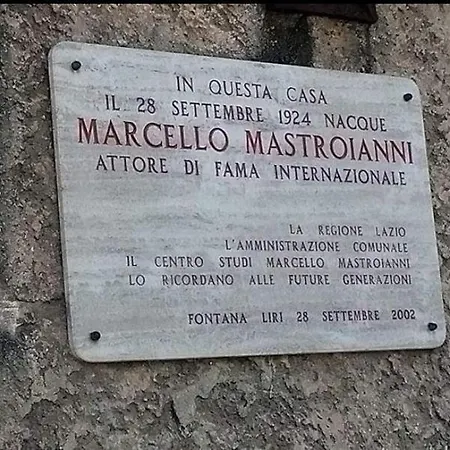 IN QUESTA CASA
IL 28 SETTEMBRE 1924 NACQUE
MARCELLO MASTROIANNI
ATTORE DI FAMA INTERNAZIONALE
LA REGIONE LAZIO
L'AMMINISTRAZIONE COMUNALE
IL CENTRO STUDI MARCELLO MASTROIANNI
LO RICORDANO ALLE FUTURE GENERAZIONI
FONTANA LIRI 28 SETTEMBRE 2002